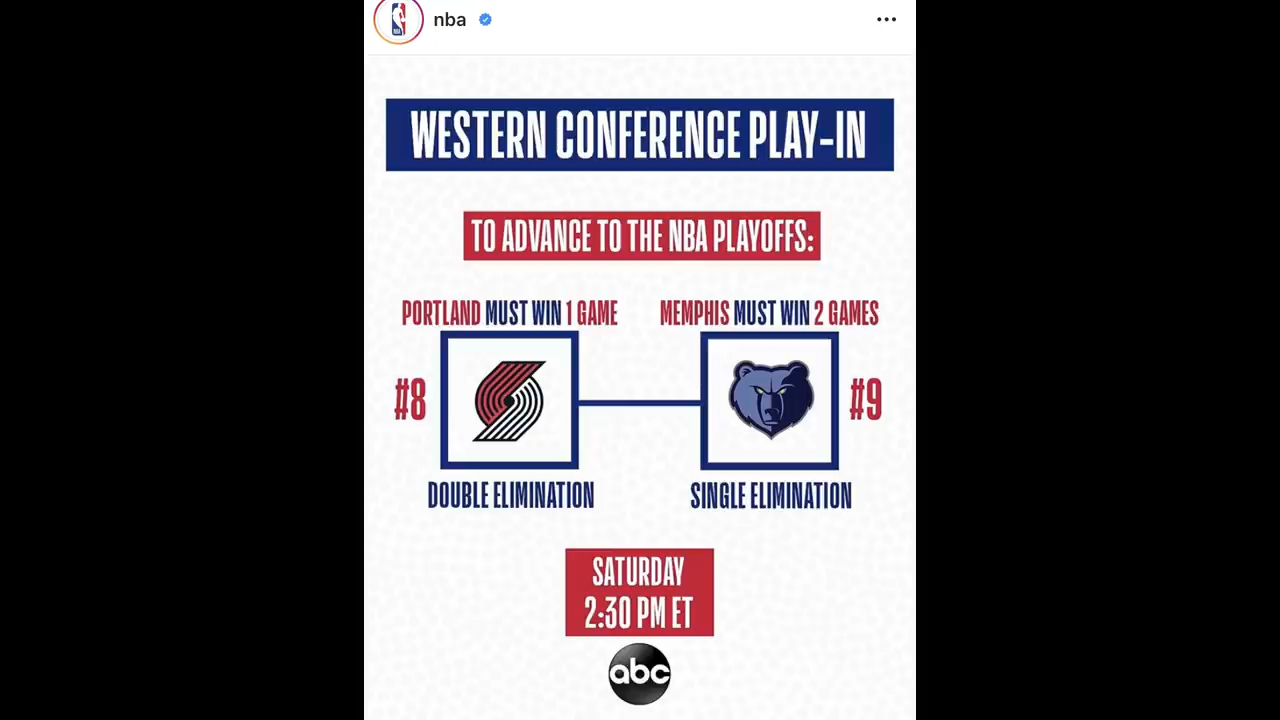 nba
WESTERN CONFERENCE PLAY-IN
TO ADVANCE TO THE NBA PLAYOFFS:
PORTLAND MUST WIN 1 GAME
MEMPHIS MUST WIN 2 GAMES
#8
#9
DOUBLE ELIMINATION
SINGLE ELIMINATION
SATURDAY
2:30 PM ET
abc